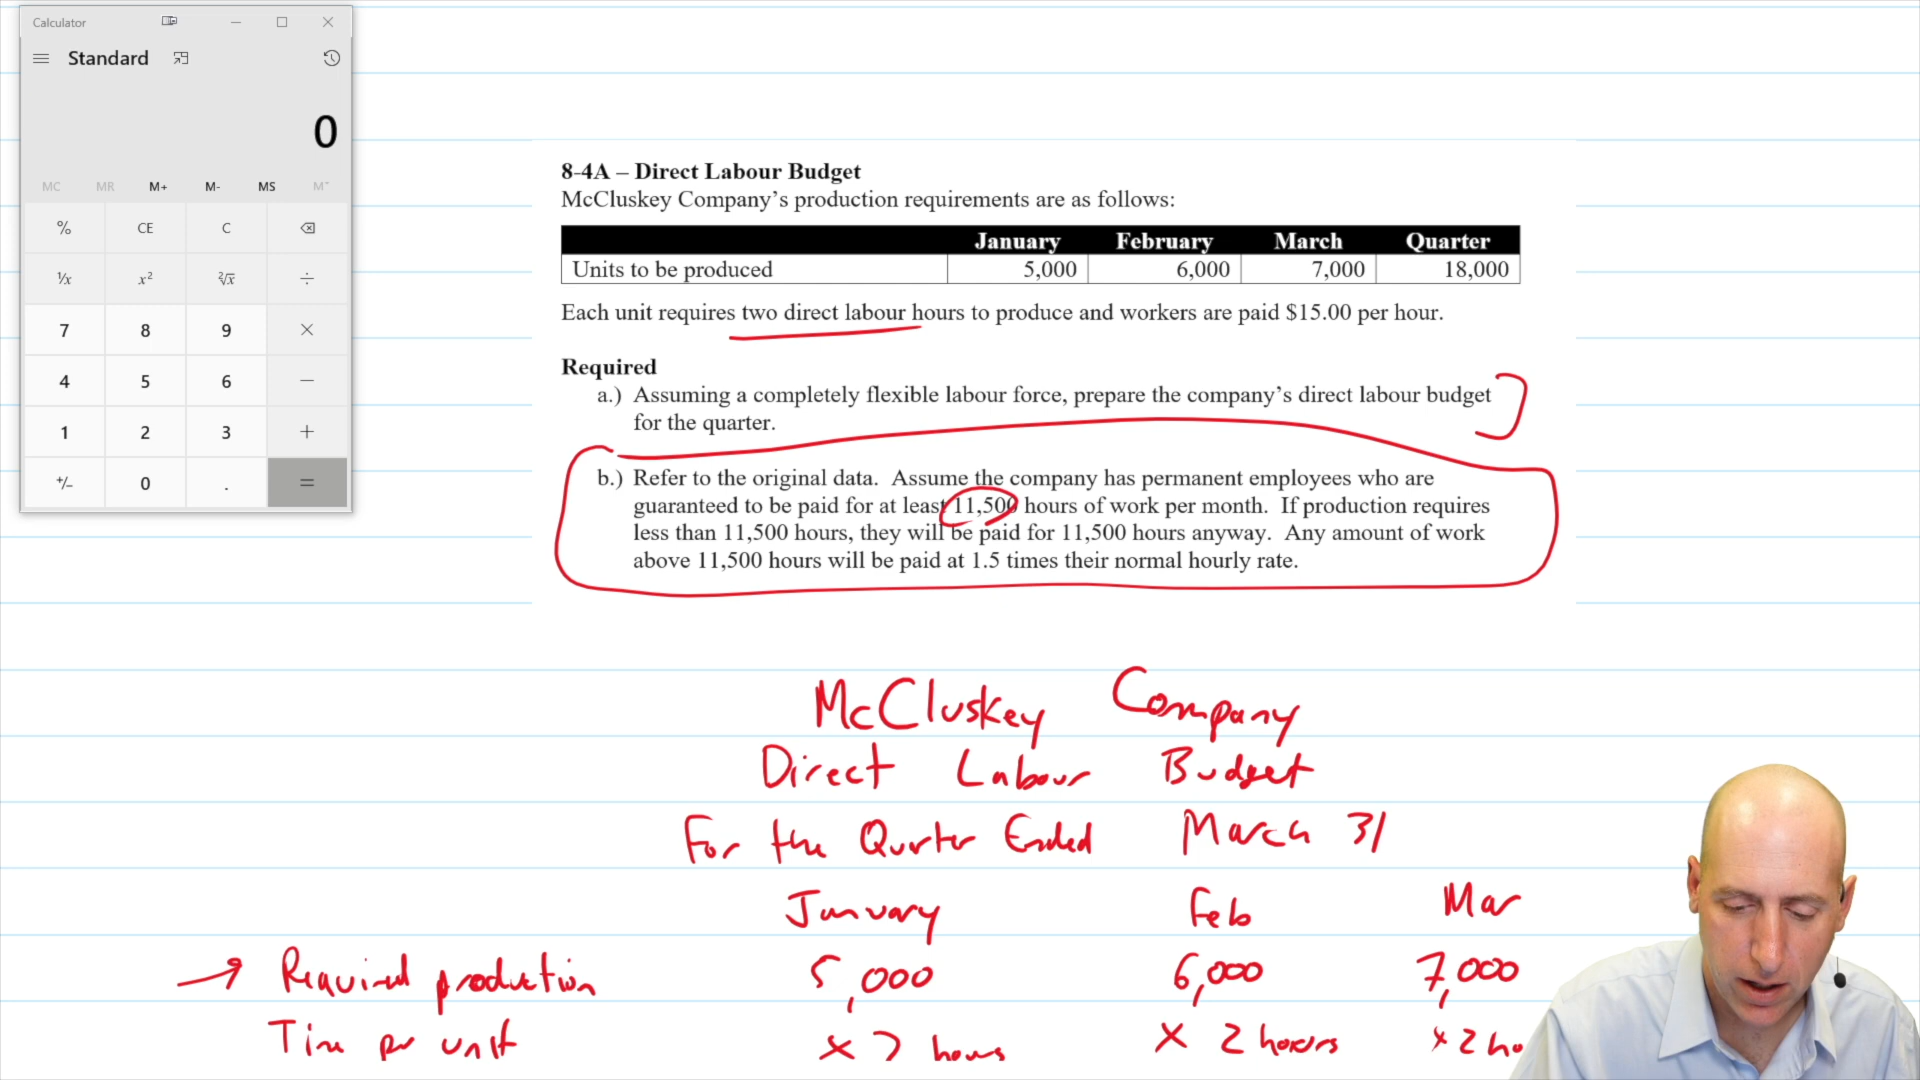 Calculator
Standard
0
MC MR M+ M- MS M˅
% CE C
¹/x x² ²√x ÷
7 8 9 ×
4 5 6 −
1 2 3 +
+/− 0 . =
8-4A – Direct Labour Budget
McCluskey Company’s production requirements are as follows:
January February March Quarter
Units to be produced 5,000 6,000 7,000 18,000
Each unit requires two direct labour hours to produce and workers are paid $15.00 per hour.
Required
a.) Assuming a completely flexible labour force, prepare the company’s direct labour budget
for the quarter.
b.) Refer to the original data. Assume the company has permanent employees who are
guaranteed to be paid for at least 11,500 hours of work per month. If production requires
less than 11,500 hours, they will be paid for 11,500 hours anyway. Any amount of work
above 11,500 hours will be paid at 1.5 times their normal hourly rate.
McCluskey Company
Direct Labour Budget
For the Quarter Ended March 31
January Feb Mar
Required production 5,000 6,000 7,000
Time per unit × 2 hours × 2 hours × 2 ho